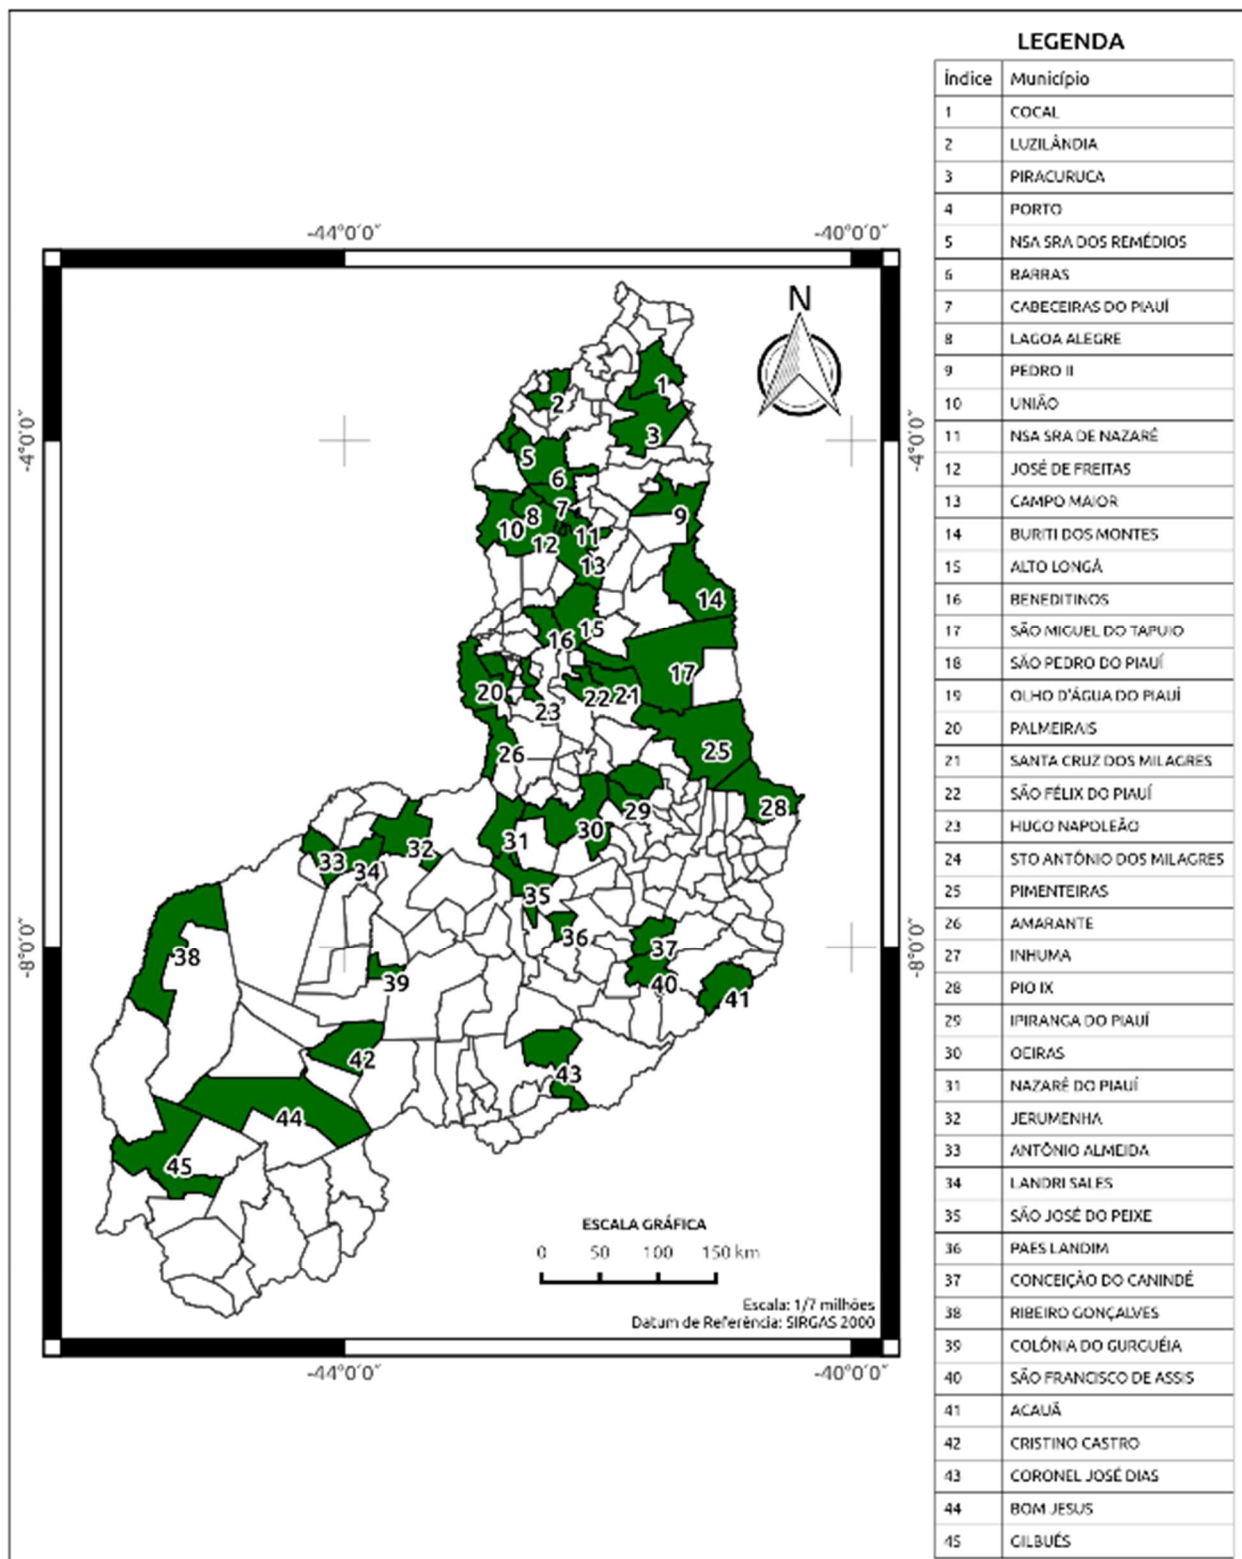 LEGENDA
Índice Município
1 COCAL
2 LUZILÂNDIA
3 PIRACURUCA
4 PORTO
5 NSA SRA DOS REMÉDIOS
6 BARRAS
7 CABECEIRAS DO PIAUÍ
8 LAGOA ALEGRE
9 PEDRO II
10 UNIÃO
11 NSA SRA DE NAZARÉ
12 JOSÉ DE FREITAS
13 CAMPO MAIOR
14 BURITI DOS MONTES
15 ALTO LONGÁ
16 BENEDITINOS
17 SÃO MIGUEL DO TAPUIO
18 SÃO PEDRO DO PIAUÍ
19 OLHO D'ÁGUA DO PIAUÍ
20 PALMEIRAIS
21 SANTA CRUZ DOS MILAGRES
22 SÃO FÉLIX DO PIAUÍ
23 HUGO NAPOLEÃO
24 STO ANTÔNIO DOS MILAGRES
25 PIMENTEIRAS
26 AMARANTE
27 INHUMA
28 PIO IX
29 IPIRANGA DO PIAUÍ
30 OEIRAS
31 NAZARÉ DO PIAUÍ
32 JERUMENHA
33 ANTÔNIO ALMEIDA
34 LANDRI SALES
35 SÃO JOSÉ DO PEIXE
36 PAES LANDIM
37 CONCEIÇÃO DO CANINDÉ
38 RIBEIRO GONÇALVES
39 COLÔNIA DO GURGUÉIA
40 SÃO FRANCISCO DE ASSIS
41 ACAUÃ
42 CRISTINO CASTRO
43 CORONEL JOSÉ DIAS
44 BOM JESUS
45 GILBUÉS
-44°0'0" -40°0'0"
N
1
2
3
-4°0'0" -4°0'0"
5
6
7
8
9
10
11
12
13
14
15
16
17
20
21
22
23
25
26
28
29
30
31
32
33
34
35
36
37
38
-8°0'0" -8°0'0"
39
40
41
42
43
44
45
ESCALA GRÁFICA
0 50 100 150 km
Escala: 1/7 milhões
Datum de Referência: SIRGAS 2000
-44°0'0" -40°0'0"